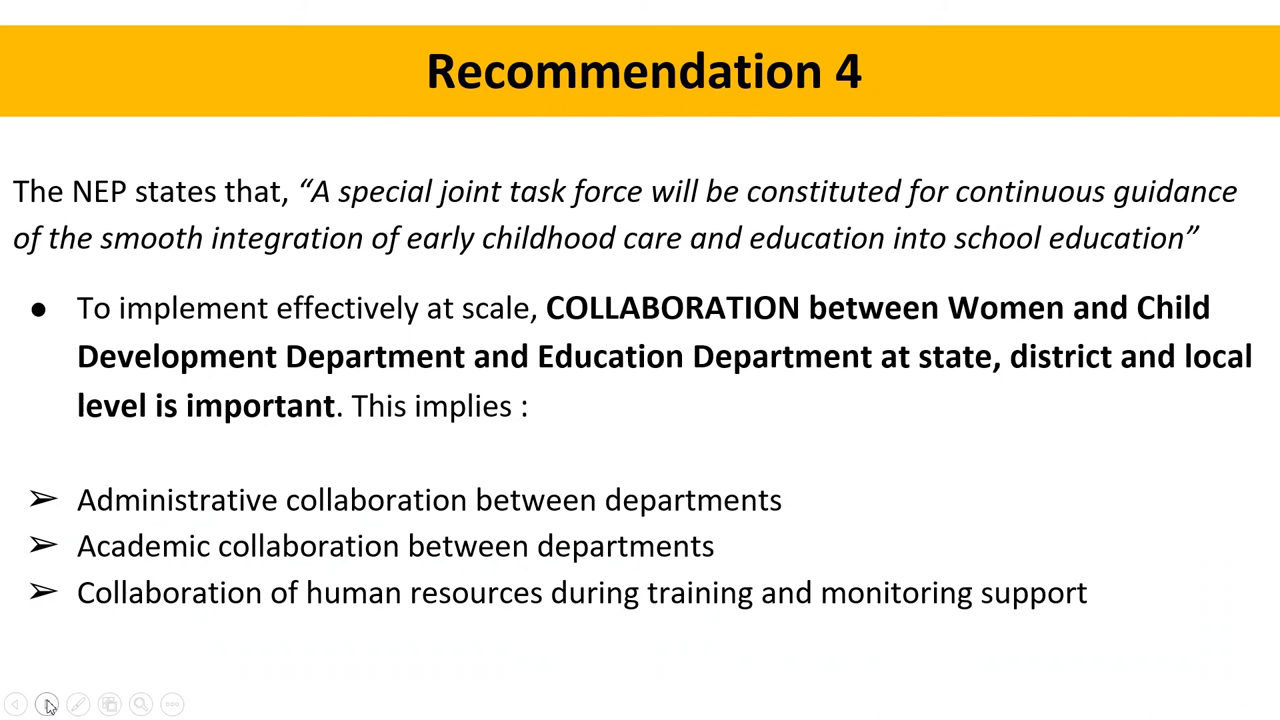 Recommendation 4
The NEP states that, “A special joint task force will be constituted for continuous guidance
of the smooth integration of early childhood care and education into school education”
● To implement effectively at scale, COLLABORATION between Women and Child
Development Department and Education Department at state, district and local
level is important. This implies :
➢ Administrative collaboration between departments
➢ Academic collaboration between departments
➢ Collaboration of human resources during training and monitoring support